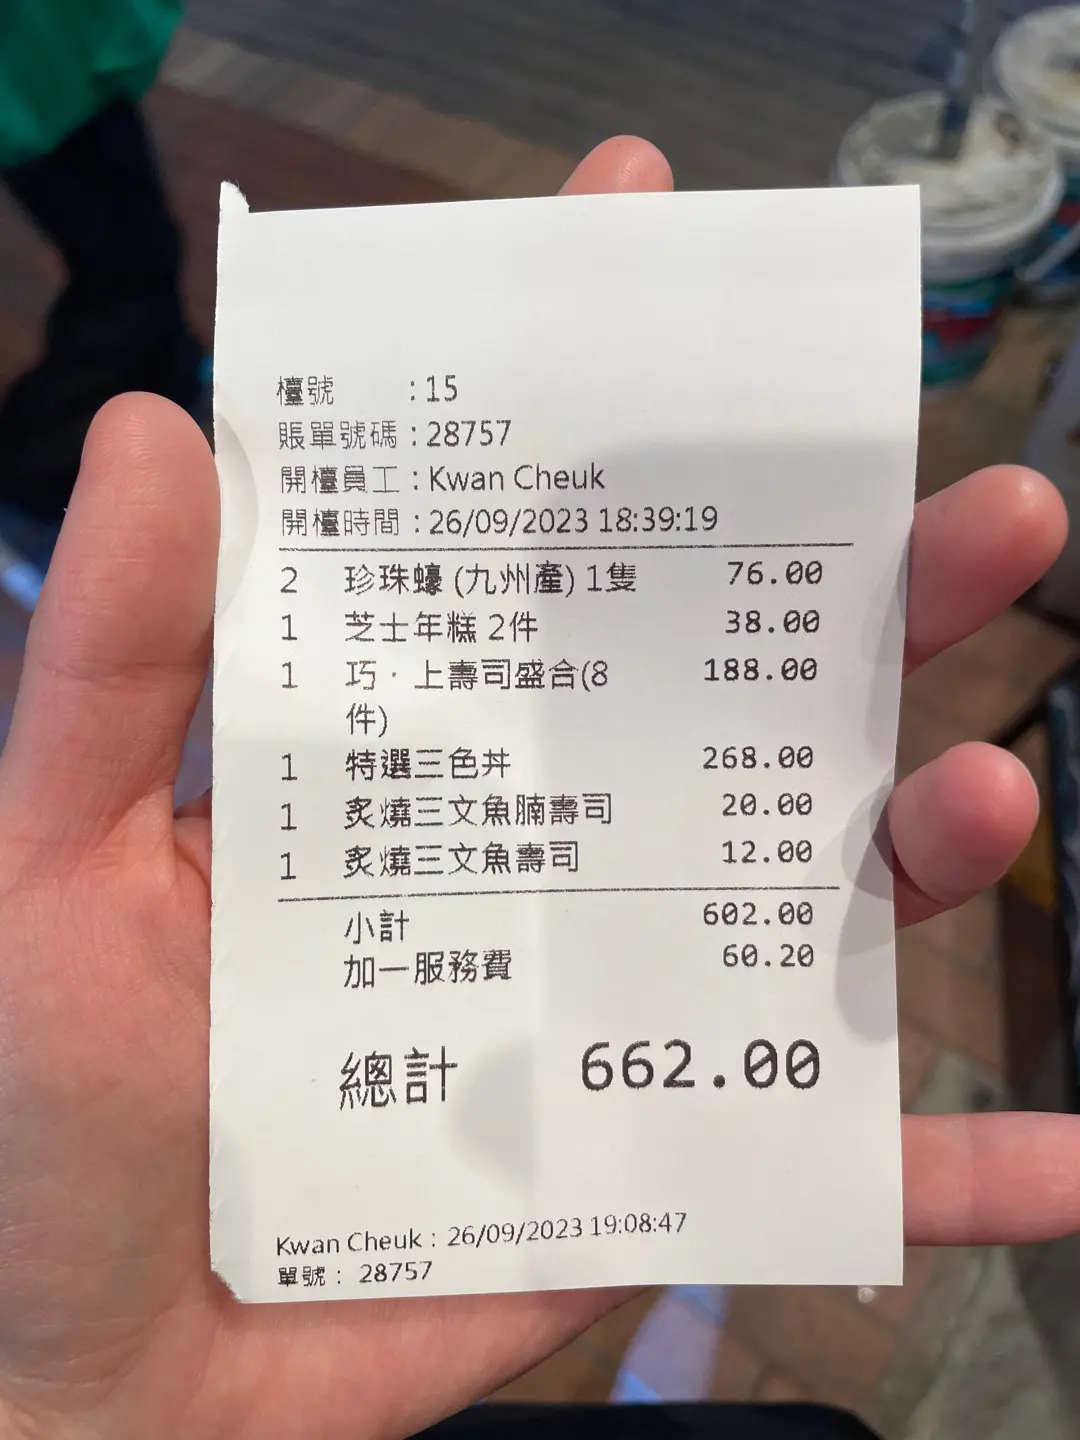 檯號 : 15
賬單號碼 : 28757
開檯員工 : Kwan Cheuk
開檯時間 : 26/09/2023 18:39:19
2 珍珠蠔 (九州產) 1隻 76.00
1 芝士年糕 2件 38.00
1 巧‧上壽司盛合(8 188.00
件)
1 特選三色丼 268.00
1 炙燒三文魚腩壽司 20.00
1 炙燒三文魚壽司 12.00
小計 602.00
加一服務費 60.20
總計 662.00
Kwan Cheuk : 26/09/2023 19:08:47
單號 : 28757